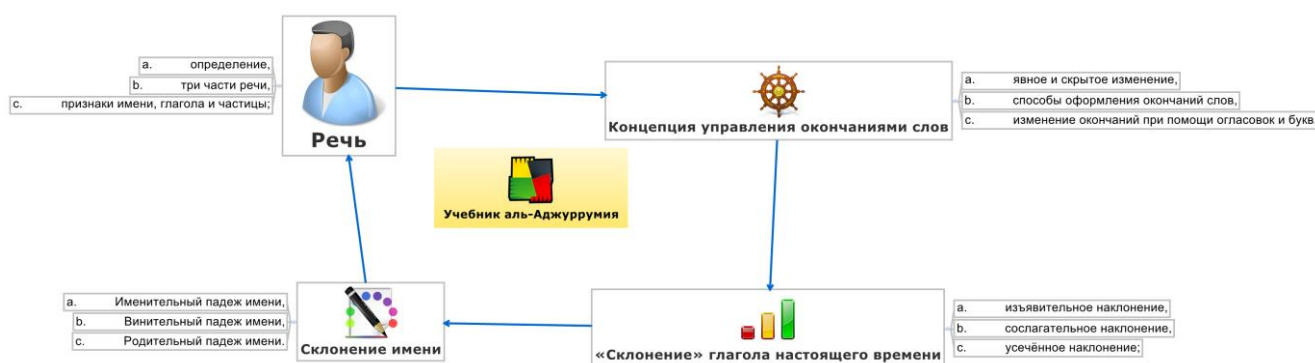 a. определение,
b. три части речи,
c. признаки имени, глагола и частицы;
Речь
Концепция управления окончаниями слов
a. явное и скрытое изменение,
b. способы оформления окончаний слов,
c. изменение окончаний при помощи огласовок и букв
Учебник аль-Аджуррумия
a. Именительный падеж имени,
b. Винительный падеж имени,
c. Родительный падеж имени.
Склонение имени
«Склонение» глагола настоящего времени
a. изъявительное наклонение,
b. сослагательное наклонение,
c. усечённое наклонение;